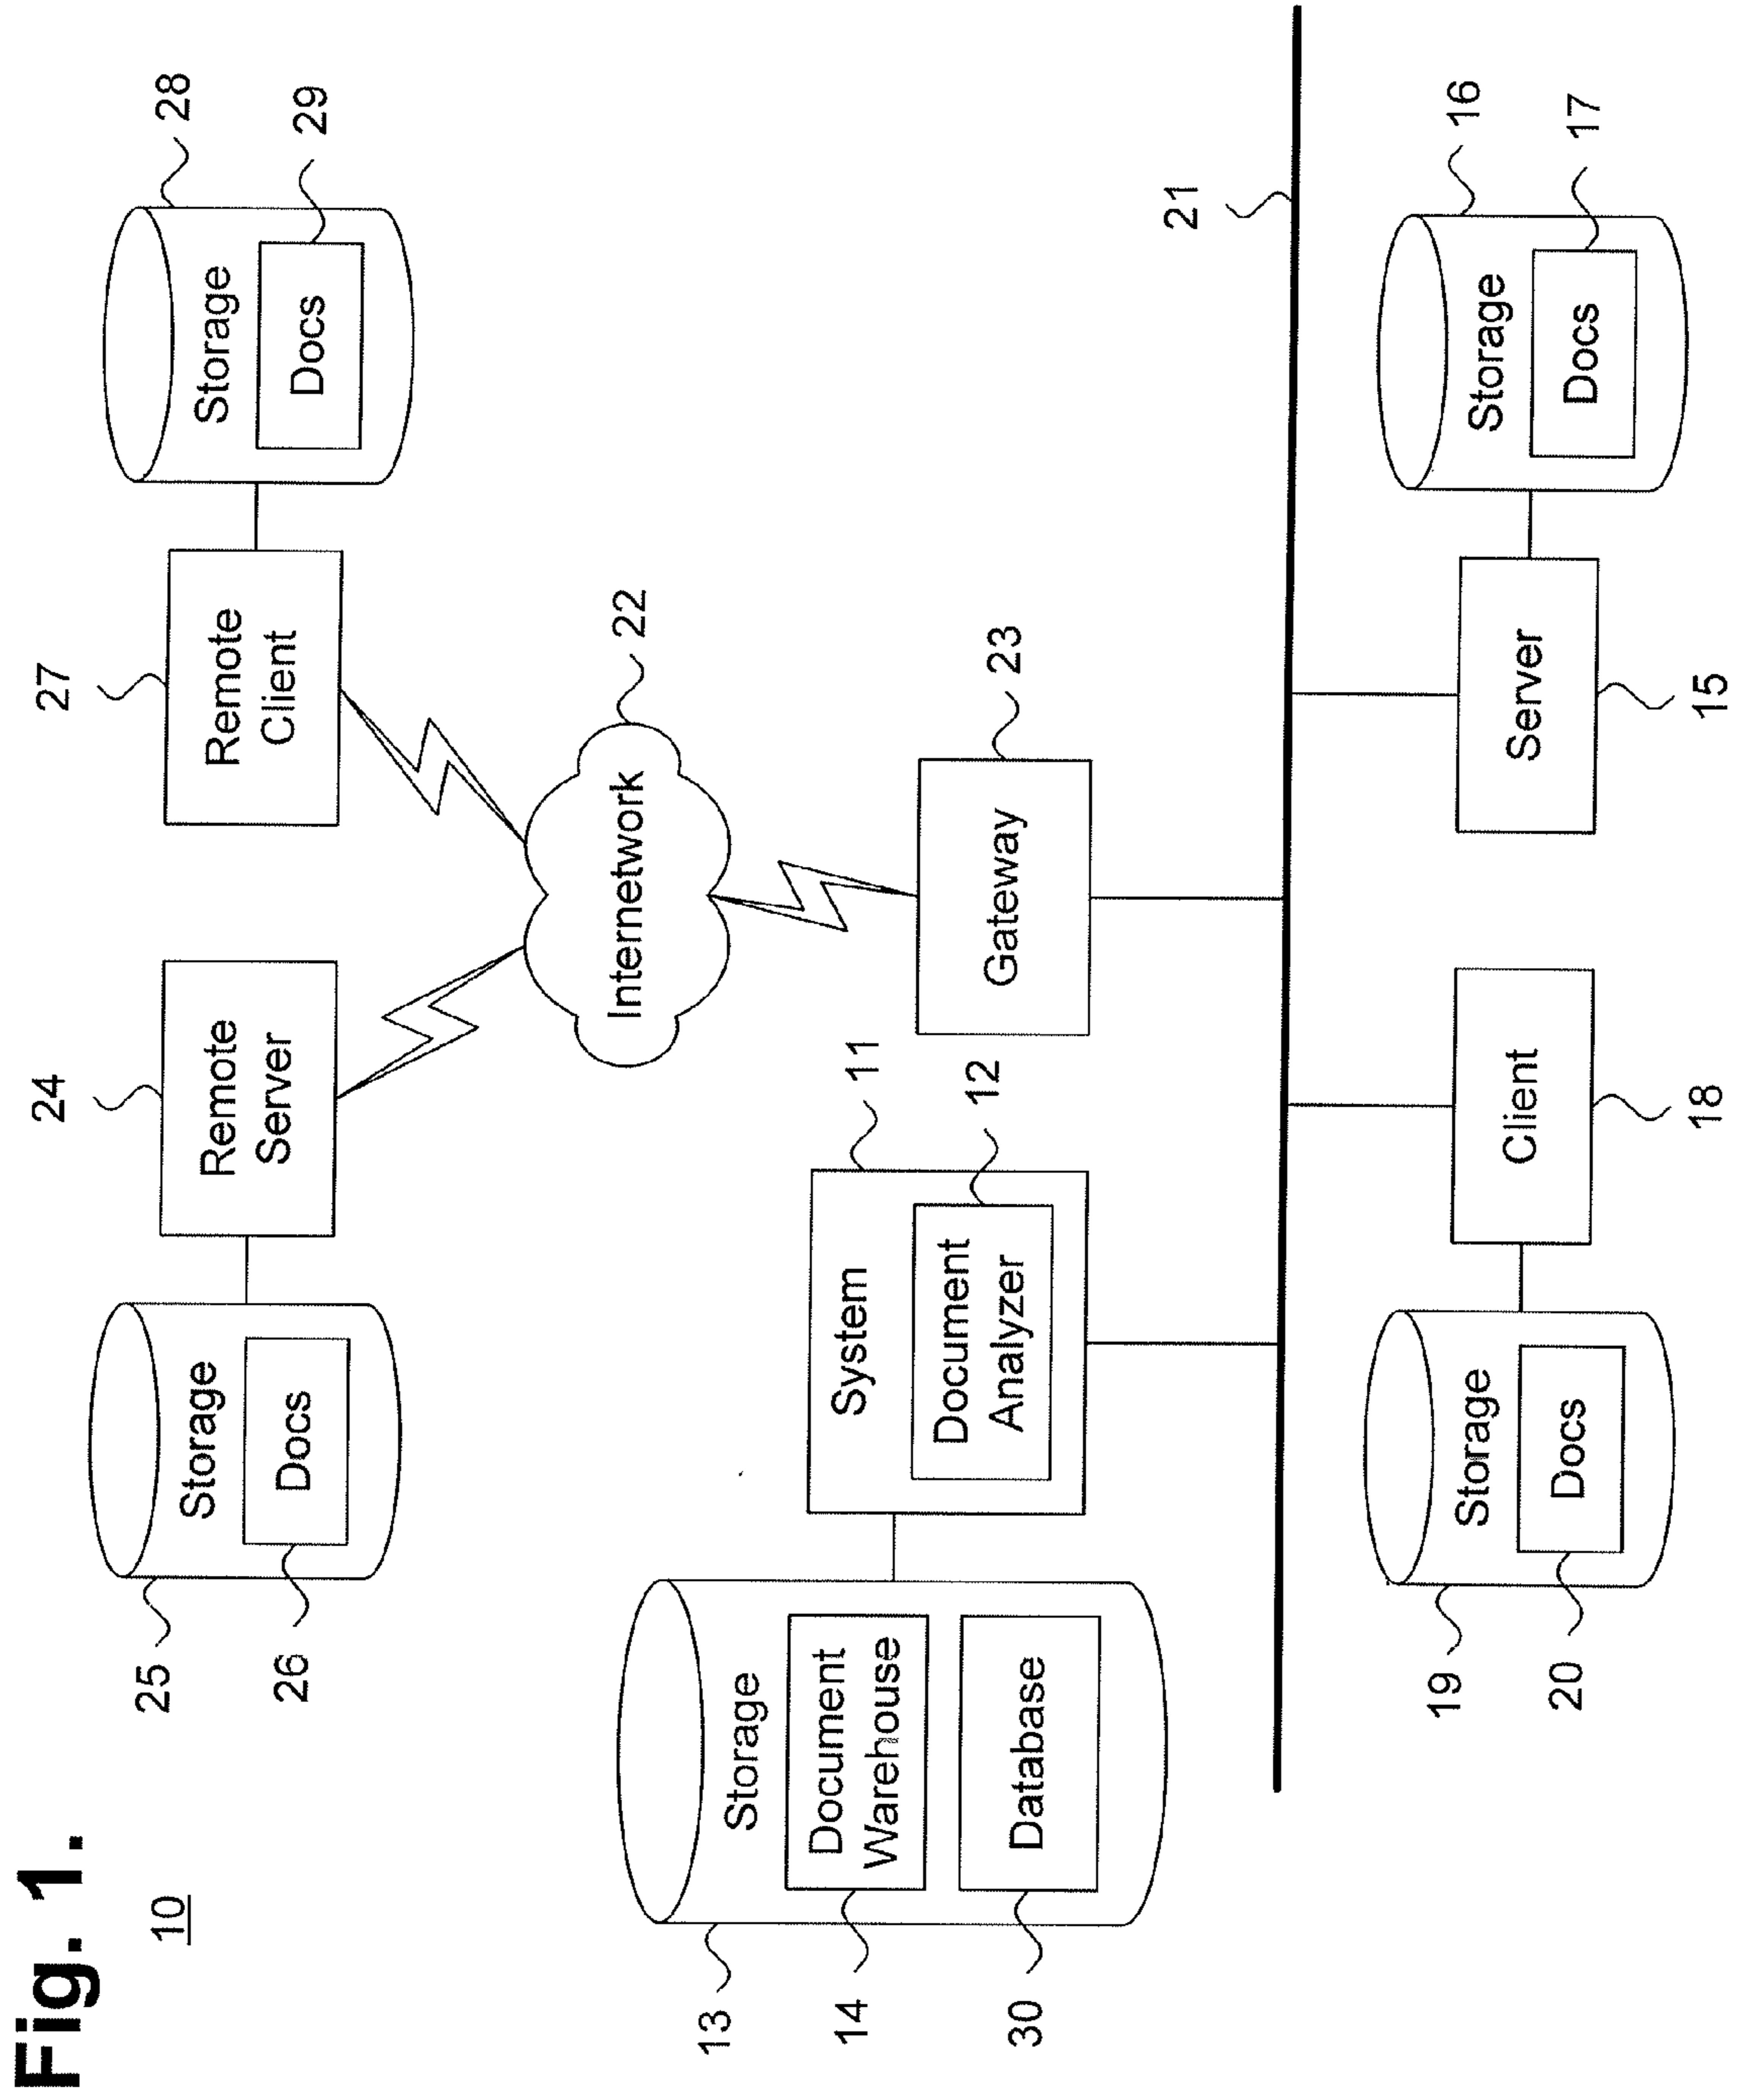 Fig. 1.
10
24
27
28
25
26
29
Storage
Docs
Remote
Server
Remote
Client
Storage
Docs
22
Internetwork
13
14
30
11
12
23
Storage
Document
Warehouse
Database
System
Document
Analyzer
Gateway
21
19
20
16
17
Storage
Docs
Client
Server
Storage
Docs
18
15